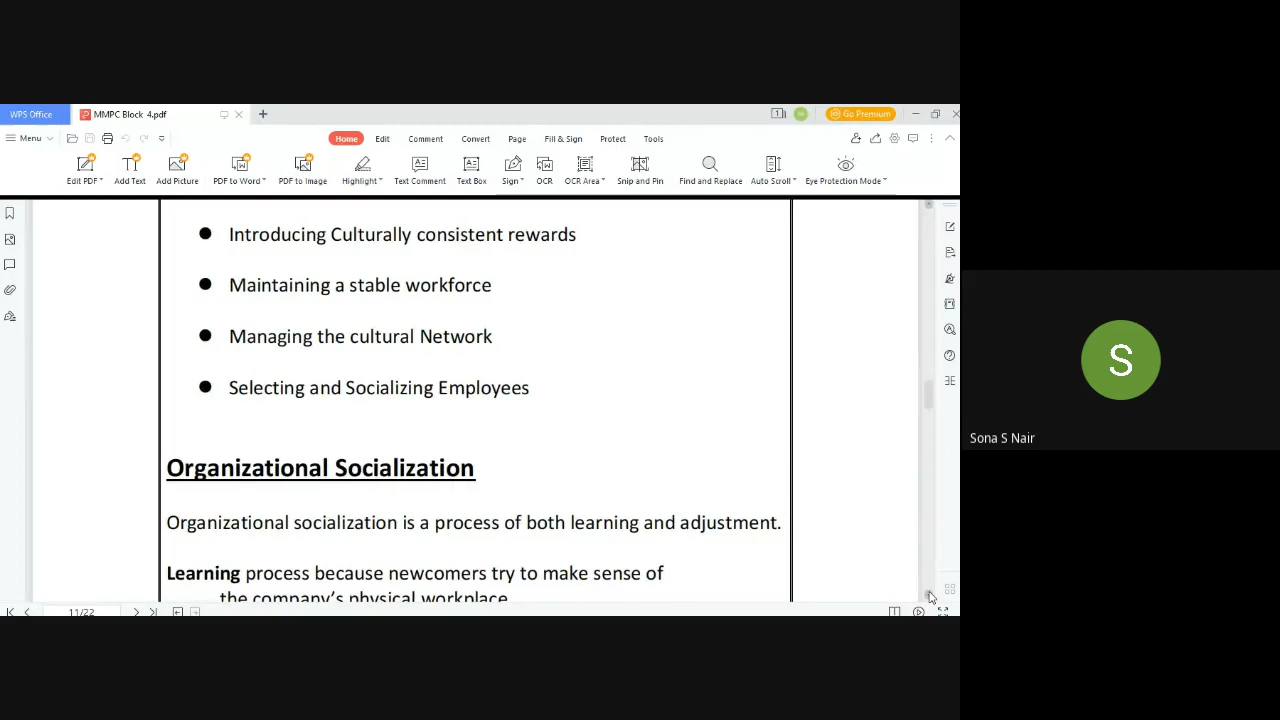 WPS Office
MMPC Block 4.pdf
Go Premium
Menu
Home Edit Comment Convert Page Fill & Sign Protect Tools
Edit PDF Add Text Add Picture PDF to Word PDF to Image Highlight Text Comment Text Box Sign OCR OCR Area Snip and Pin Find and Replace Auto Scroll Eye Protection Mode
● Introducing Culturally consistent rewards
● Maintaining a stable workforce
● Managing the cultural Network
● Selecting and Socializing Employees
Organizational Socialization
Organizational socialization is a process of both learning and adjustment.
Learning process because newcomers try to make sense of
the company's physical workplace
11/22
S
Sona S Nair